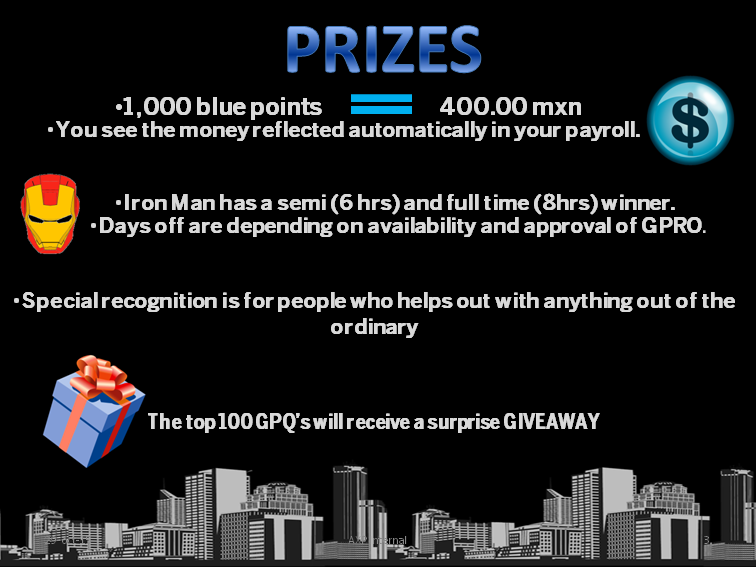 PRIZES
•1,000 blue points = 400.00 mxn
•You see the money reflected automatically in your payroll.
$
•Iron Man has a semi (6 hrs) and full time (8hrs) winner.
•Days off are depending on availability and approval of GPRO.
•Special recognition is for people who helps out with anything out of the
ordinary
The top 100 GPQ's will receive a surprise GIVEAWAY
3